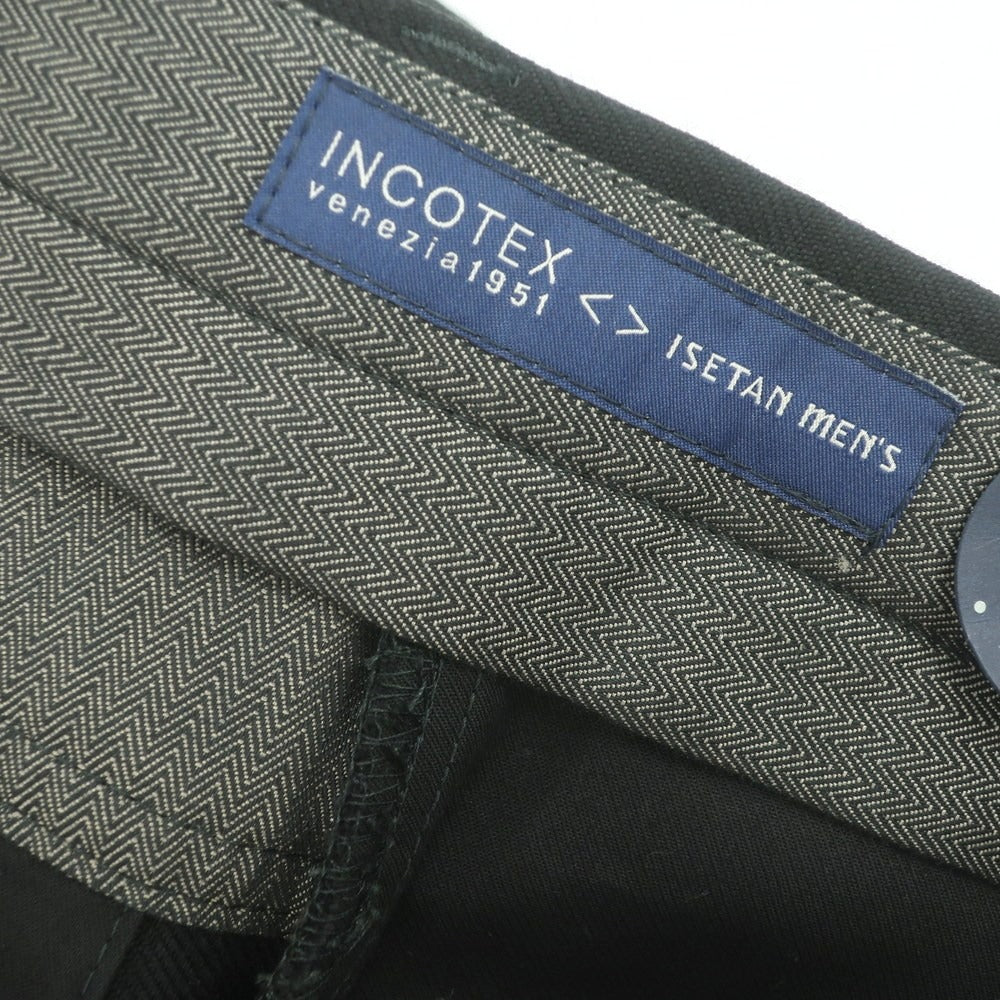 INCOTEX
venezia1951
<> ISETAN MEN'S